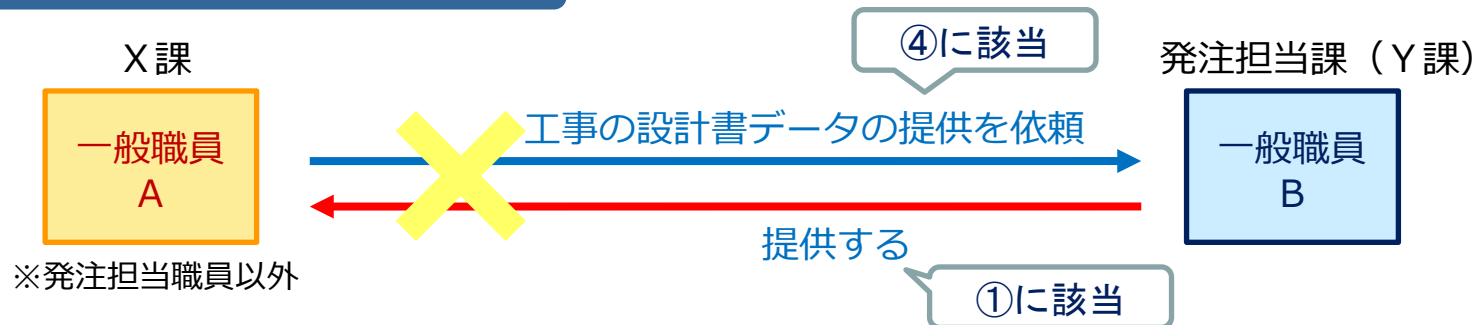 ④に該当
X課
発注担当課（Y課）
一般職員
A
工事の設計書データの提供を依頼
一般職員
B
提供する
※発注担当職員以外
①に該当